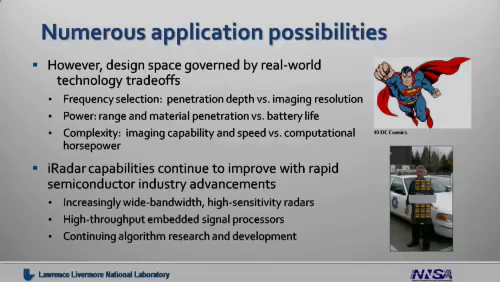 Numerous application possibilities
However, design space governed by real-world
technology tradeoffs
Frequency selection: penetration depth vs. imaging resolution
Power: range and material penetration vs. battery life
Complexity: imaging capability and speed vs. computational
horsepower
© DC Comics
iRadar capabilities continue to improve with rapid
semiconductor industry advancements
Increasingly wide-bandwidth, high-sensitivity radars
High-throughput embedded signal processors
Continuing algorithm research and development
Lawrence Livermore National Laboratory
NNSA